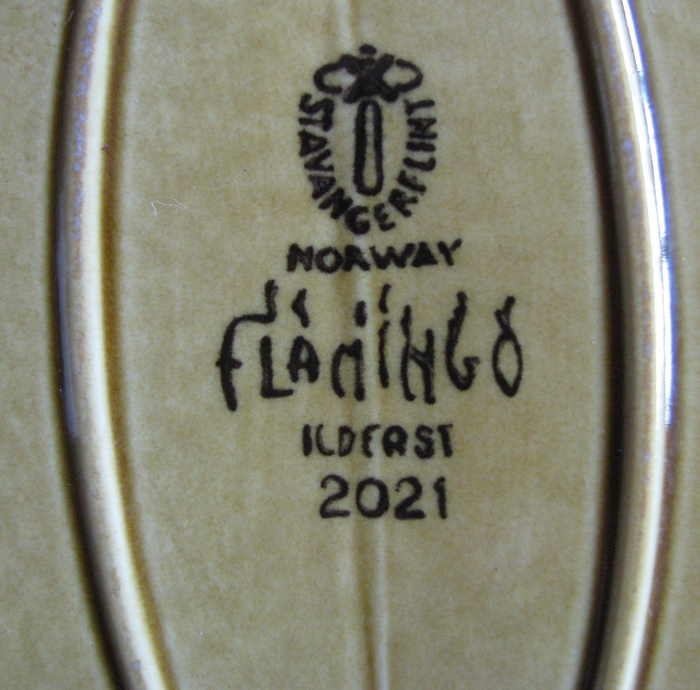 STAVANGERFLINT
NORWAY
FLAMINGO
ILDFAST
2021